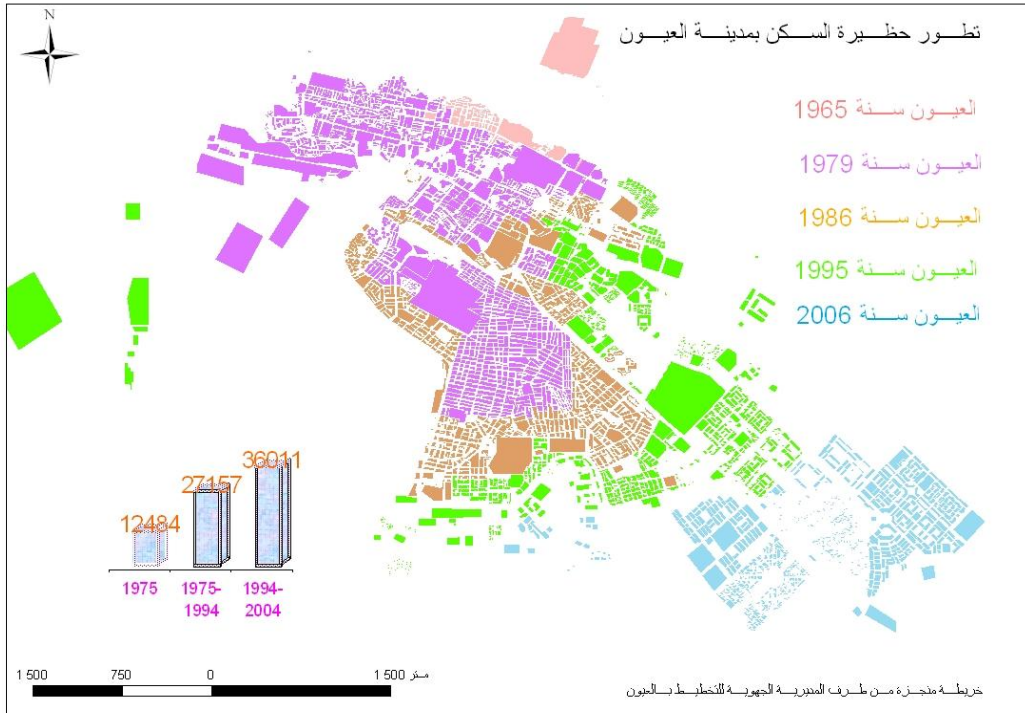 N
تطور حظيرة السكن بمدينة العيون
العيون سنة 1965
العيون سنة 1979
العيون سنة 1986
العيون سنة 1995
العيون سنة 2006
12484
36011
1975
1975-
1994
1994-
2004
1 500 750 0 1 500 متر
خريطة منجزة من طرف المديرية الجهوية للتخطيط بالعيون